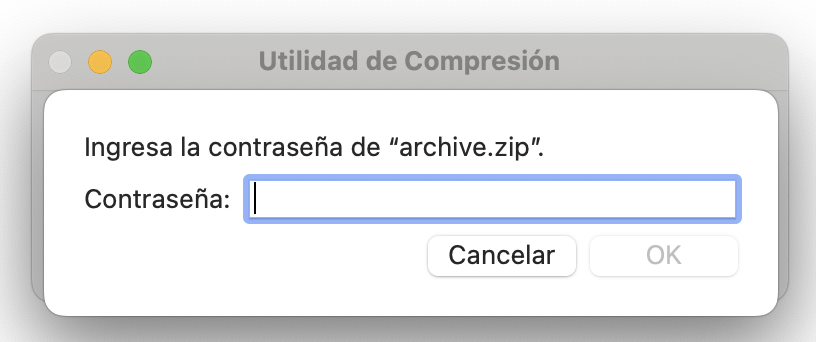 Utilidad de Compresión
Ingresa la contraseña de “archive.zip”.
Contraseña:
Cancelar OK